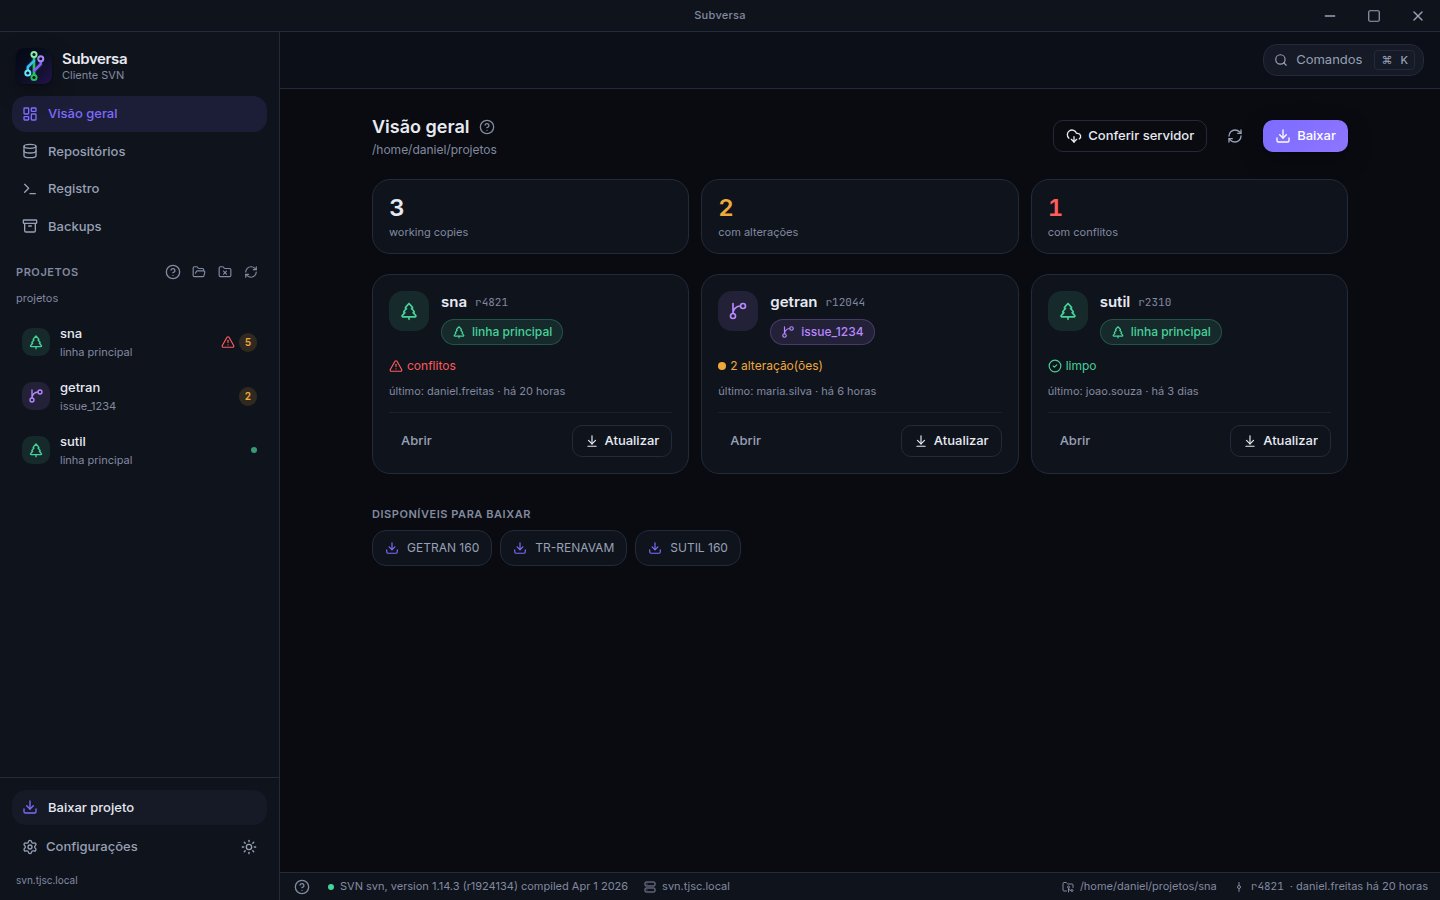 Subversa
Subversa
Cliente SVN
Comandos ⌘ K
Visão geral
Repositórios
Registro
Backups
PROJETOS
projetos
sna
linha principal
5
getran
issue_1234
2
sutil
linha principal
Baixar projeto
Configurações
svn.tjsc.local
Visão geral
/home/daniel/projetos
Conferir servidor
Baixar
3
working copies
2
com alterações
1
com conflitos
sna r4821
linha principal
conflitos
último: daniel.freitas · há 20 horas
Abrir
Atualizar
getran r12044
issue_1234
2 alteração(ões)
último: maria.silva · há 6 horas
Abrir
Atualizar
sutil r2310
linha principal
limpo
último: joao.souza · há 3 dias
Abrir
Atualizar
DISPONÍVEIS PARA BAIXAR
GETRAN 160
TR-RENAVAM
SUTIL 160
SVN svn, version 1.14.3 (r1924134) compiled Apr 1 2026
svn.tjsc.local
/home/daniel/projetos/sna
r4821 · daniel.freitas há 20 horas